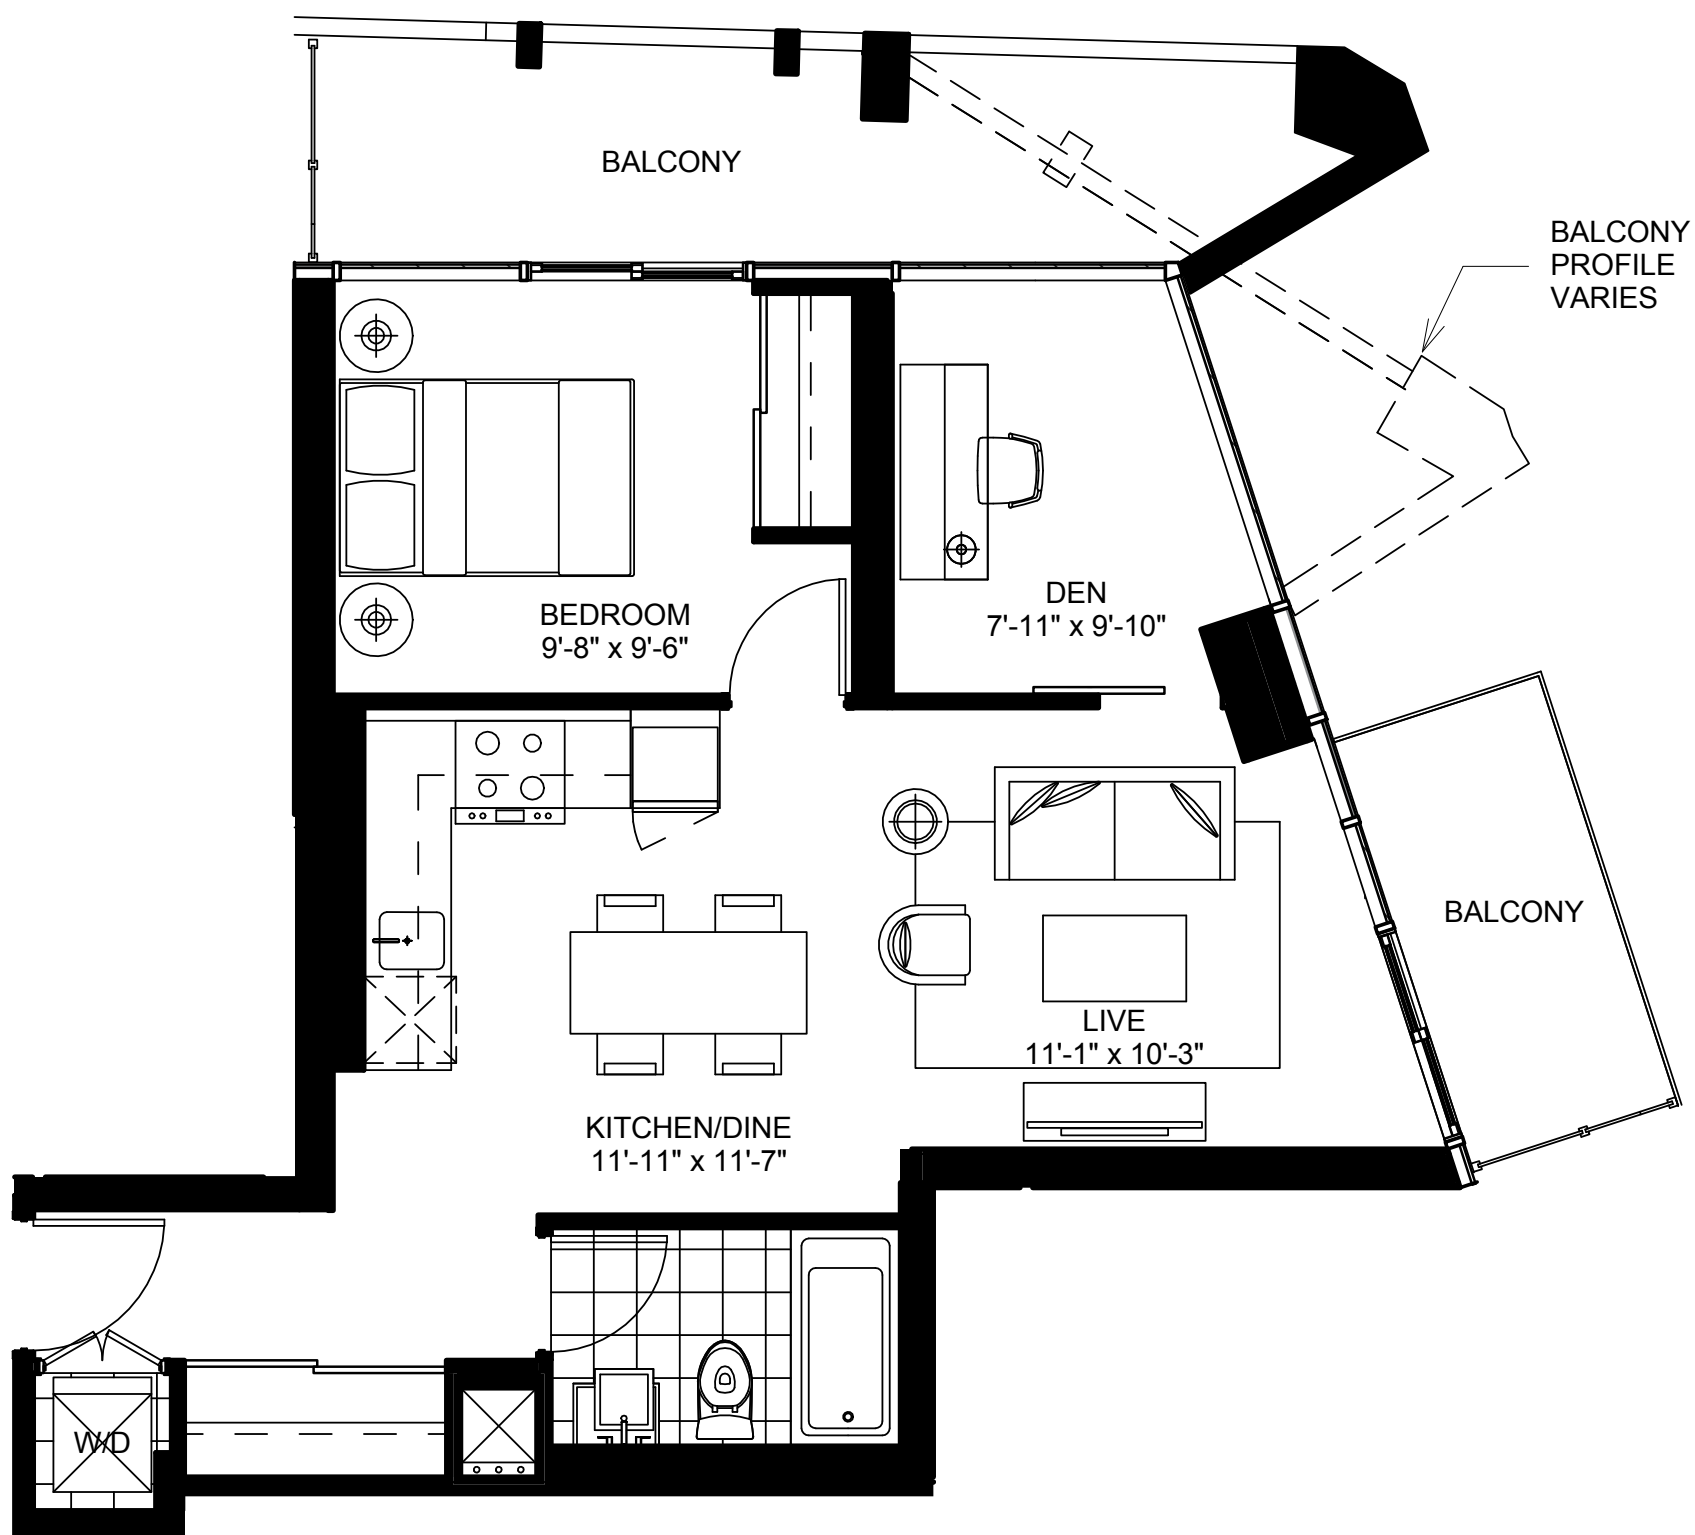 BALCONY
BALCONY
PROFILE
VARIES
DEN
7'-11" x 9'-10"
BEDROOM
9'-8" x 9'-6"
BALCONY
LIVE
11'-1" x 10'-3"
KITCHEN/DINE
11'-11" x 11'-7"
W/D